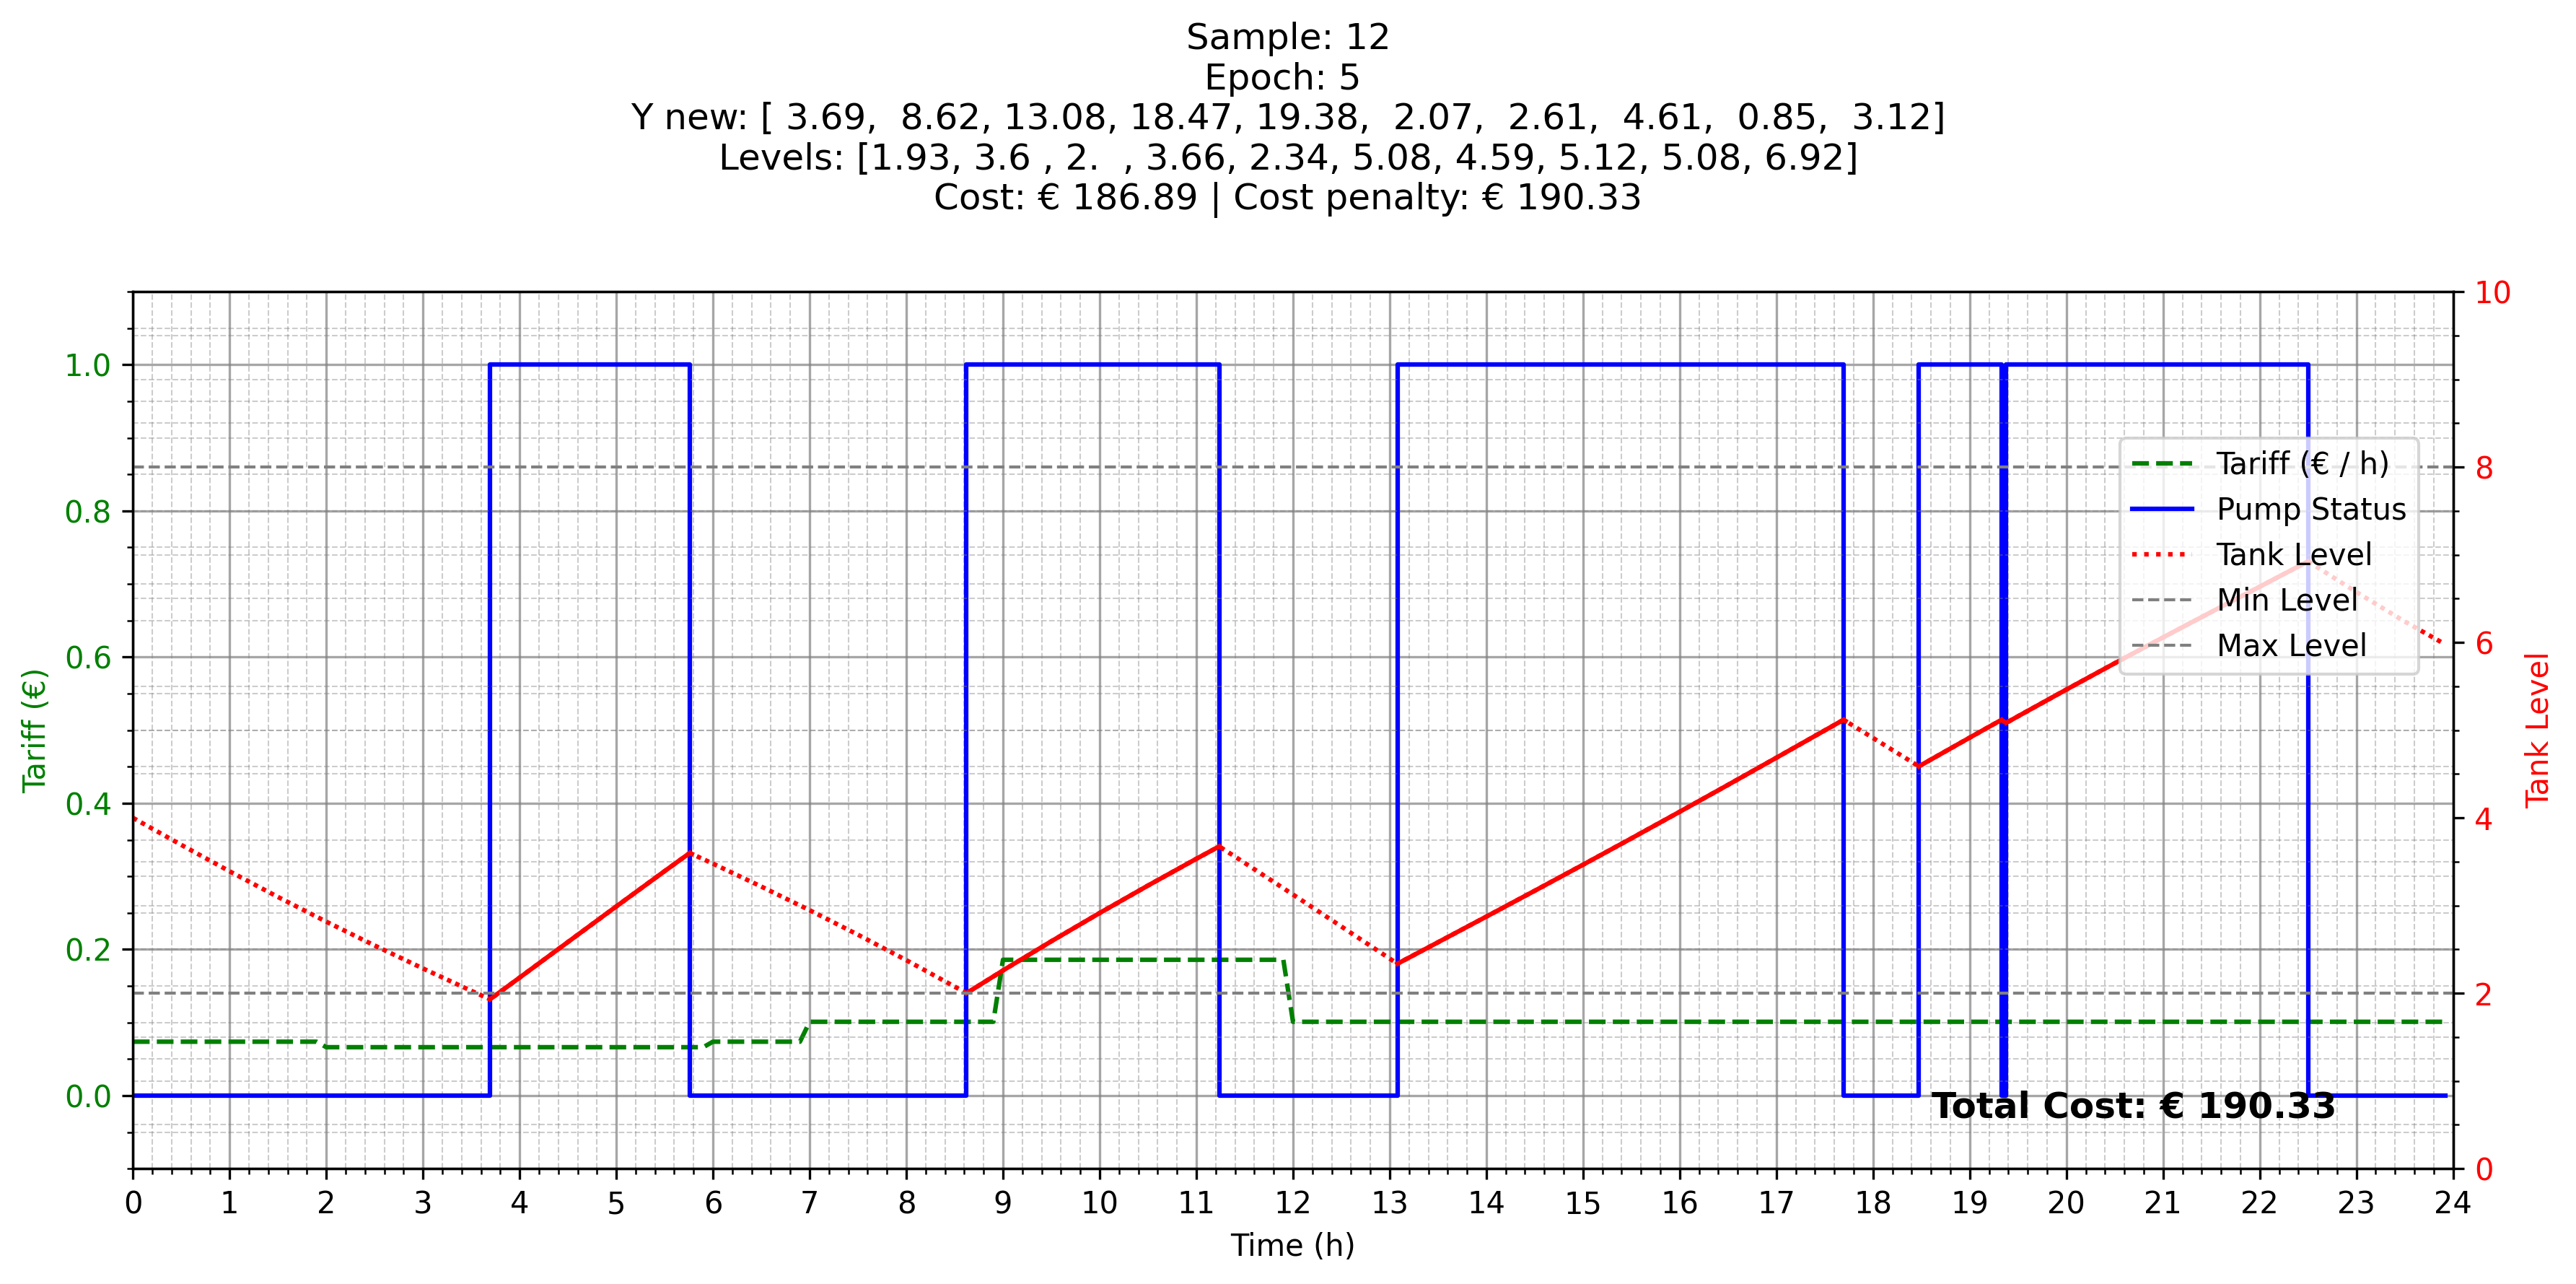 Sample: 12
Epoch: 5
Y new: [ 3.69,  8.62, 13.08, 18.47, 19.38,  2.07,  2.61,  4.61,  0.85,  3.12]
Levels: [1.93, 3.6 , 2.  , 3.66, 2.34, 5.08, 4.59, 5.12, 5.08, 6.92]
Cost: € 186.89 | Cost penalty: € 190.33
10
8
6
4
2
0
Tank Level
1.0
0.8
0.6
0.4
0.2
0.0
Tariff (€)
Tariff (€ / h)
Pump Status
Tank Level
Min Level
Max Level
Total Cost: € 190.33
0 1 2 3 4 5 6 7 8 9 10 11 12 13 14 15 16 17 18 19 20 21 22 23 24
Time (h)